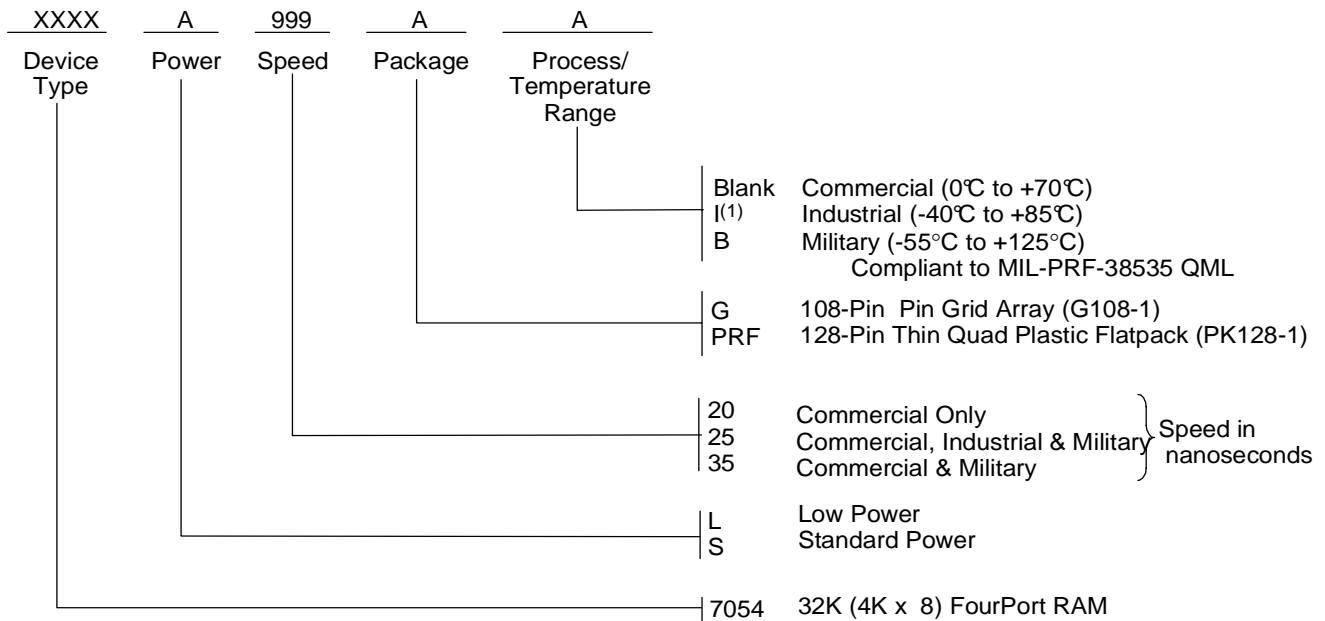 XXXX A 999 A A
Device Type Power Speed Package Process/ Temperature Range
Blank Commercial (0°C to +70°C)
I(1) Industrial (-40°C to +85°C)
B Military (-55°C to +125°C)
Compliant to MIL-PRF-38535 QML
G 108-Pin Pin Grid Array (G108-1)
PRF 128-Pin Thin Quad Plastic Flatpack (PK128-1)
20 Commercial Only
25 Commercial, Industrial & Military
35 Commercial & Military
Speed in
nanoseconds
L Low Power
S Standard Power
7054 32K (4K x 8) FourPort RAM